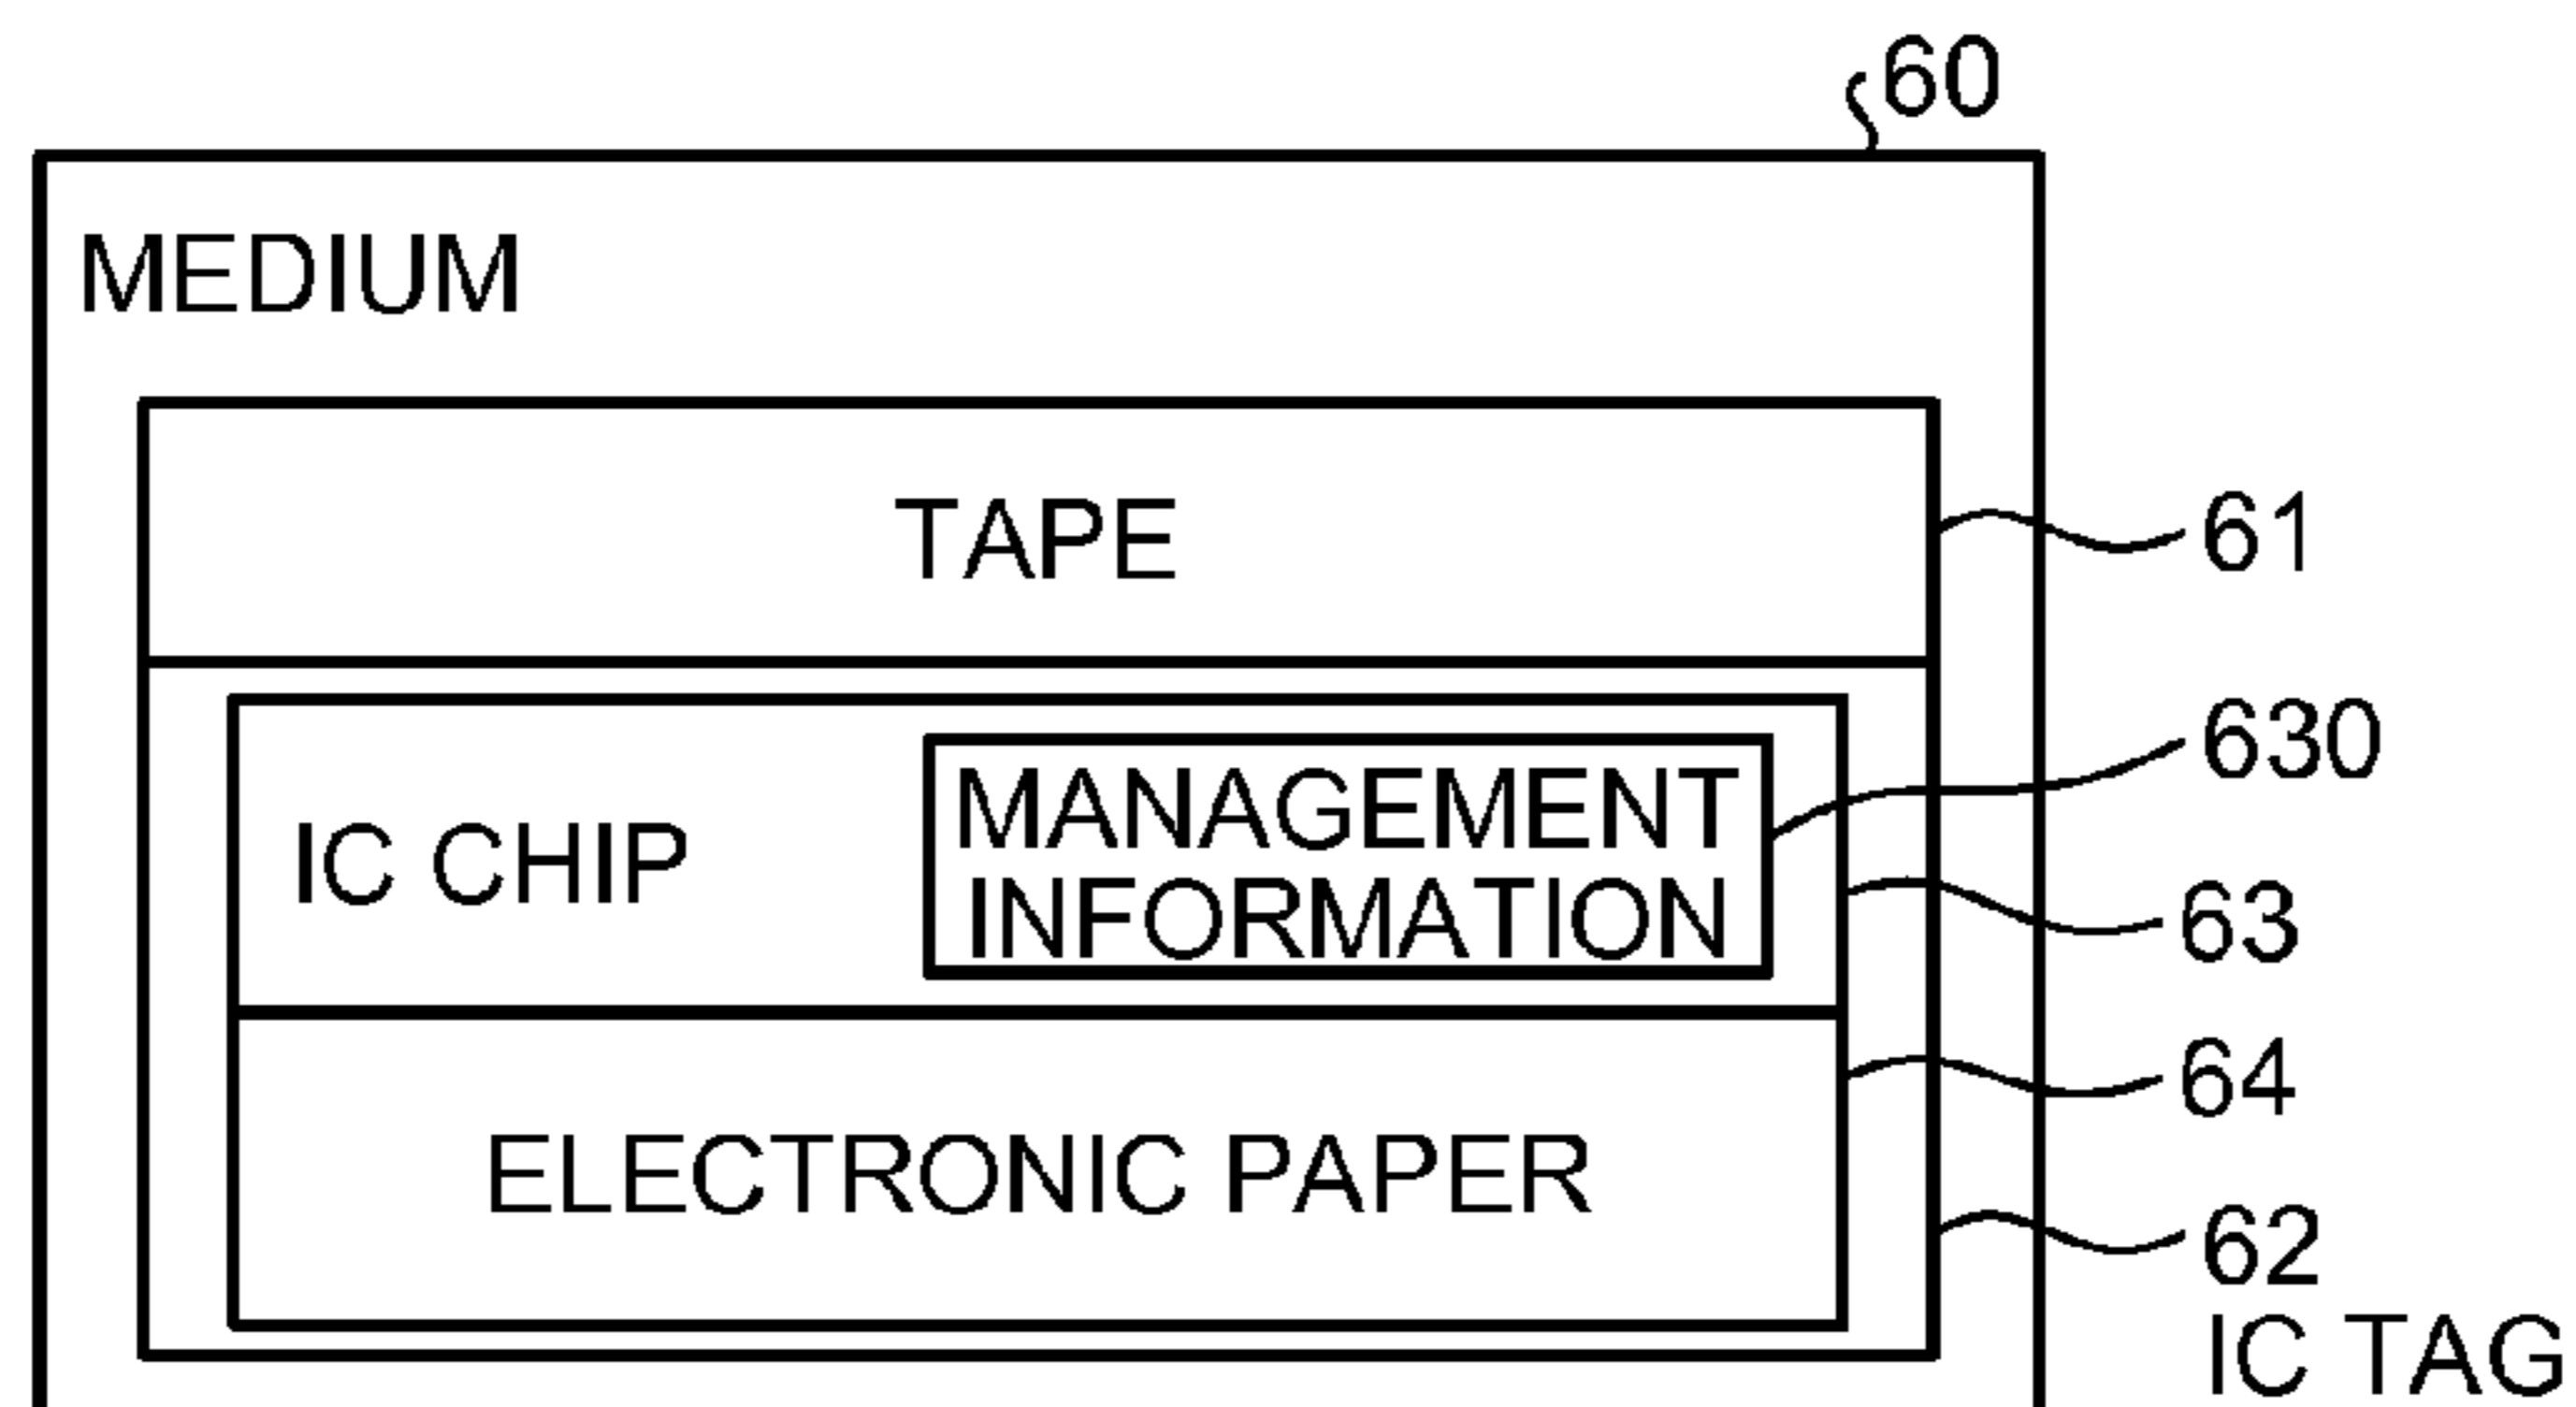 60
MEDIUM
TAPE
61
630
MANAGEMENT
INFORMATION
IC CHIP
63
64
ELECTRONIC PAPER
62
IC TAG